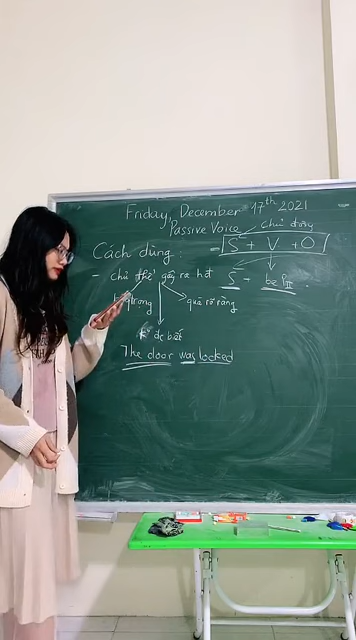 Friday, December 17th 2021
Passive Voice
chủ động
= S + V + O
Cách dùng:
- chủ thể gây ra hđ
S - be PII
qtrọng
quá rõ ràng
k° đc biết
The door was locked